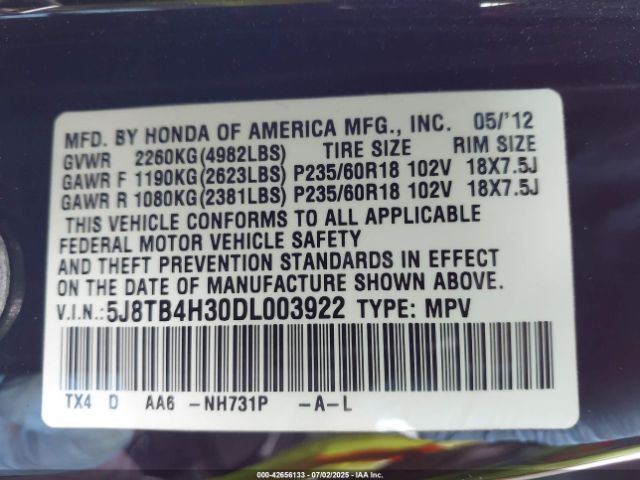 MFD. BY HONDA OF AMERICA MFG., INC. 05/'12
GVWR 2260KG(4982LBS) TIRE SIZE RIM SIZE
GAWR F 1190KG(2623LBS) P235/60R18 102V 18X7.5J
GAWR R 1080KG(2381LBS) P235/60R18 102V 18X7.5J
THIS VEHICLE CONFORMS TO ALL APPLICABLE
FEDERAL MOTOR VEHICLE SAFETY
AND THEFT PREVENTION STANDARDS IN EFFECT
ON THE DATE OF MANUFACTURE SHOWN ABOVE.
V.I.N.: 5J8TB4H30DL003922 TYPE: MPV
TX4 D AA6 -NH731P -A-L
000-42656133 - 07/02/2025 - IAAI.com